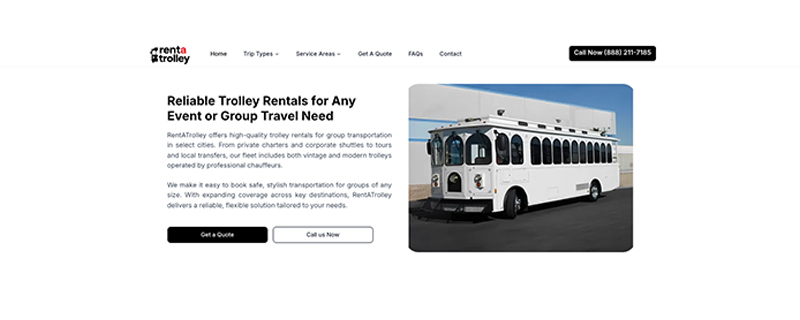 renta
trolley
Home
Trip Types
Service Areas
Get A Quote
FAQs
Contact
Call Now (888) 211-7185
Reliable Trolley Rentals for Any
Event or Group Travel Need
RentATrolley offers high-quality trolley rentals for group transportation
in select cities. From private charters and corporate shuttles to tours
and local transfers, our fleet includes both vintage and modern trolleys
operated by professional chauffeurs.
We make it easy to book safe, stylish transportation for groups of any
size. With expanding coverage across key destinations, RentATrolley
delivers a reliable, flexible solution tailored to your needs.
Get a Quote
Call us Now